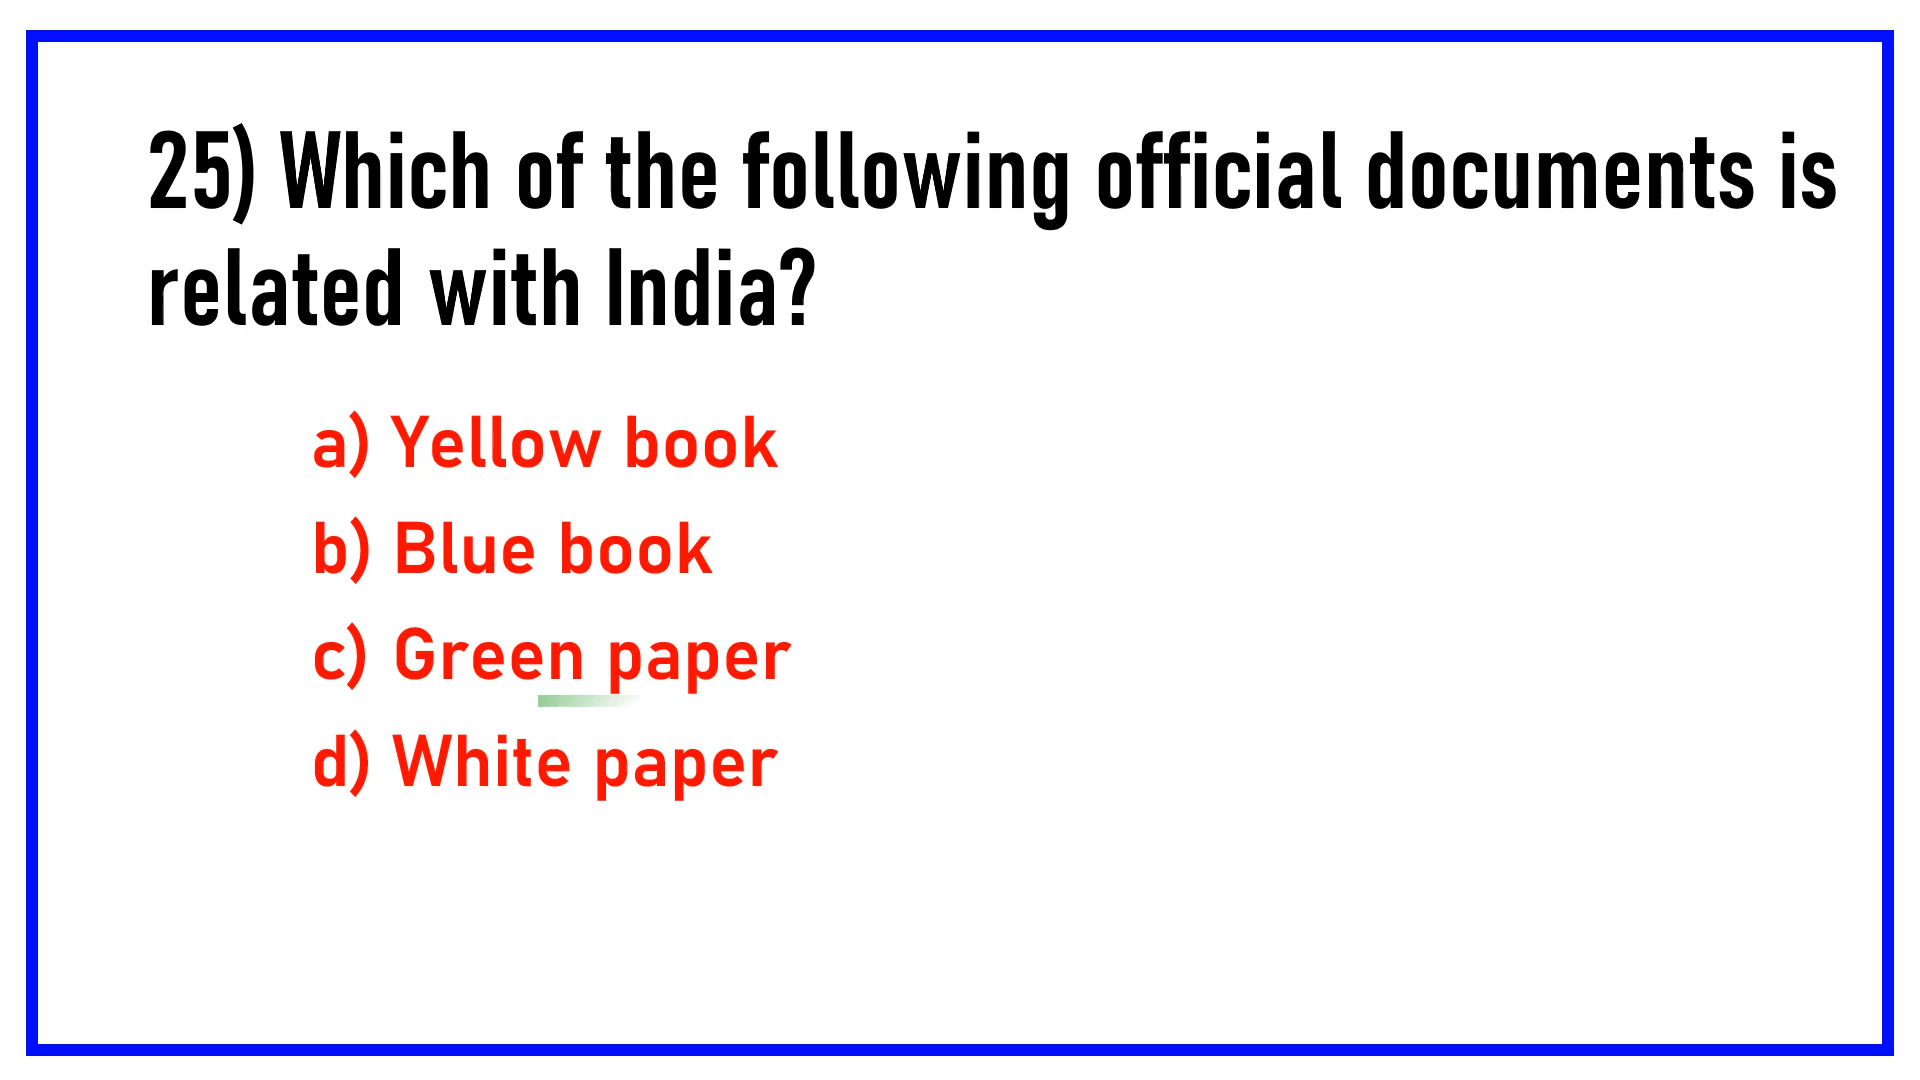 25) Which of the following official documents is
related with India?
a) Yellow book
b) Blue book
c) Green paper
d) White paper